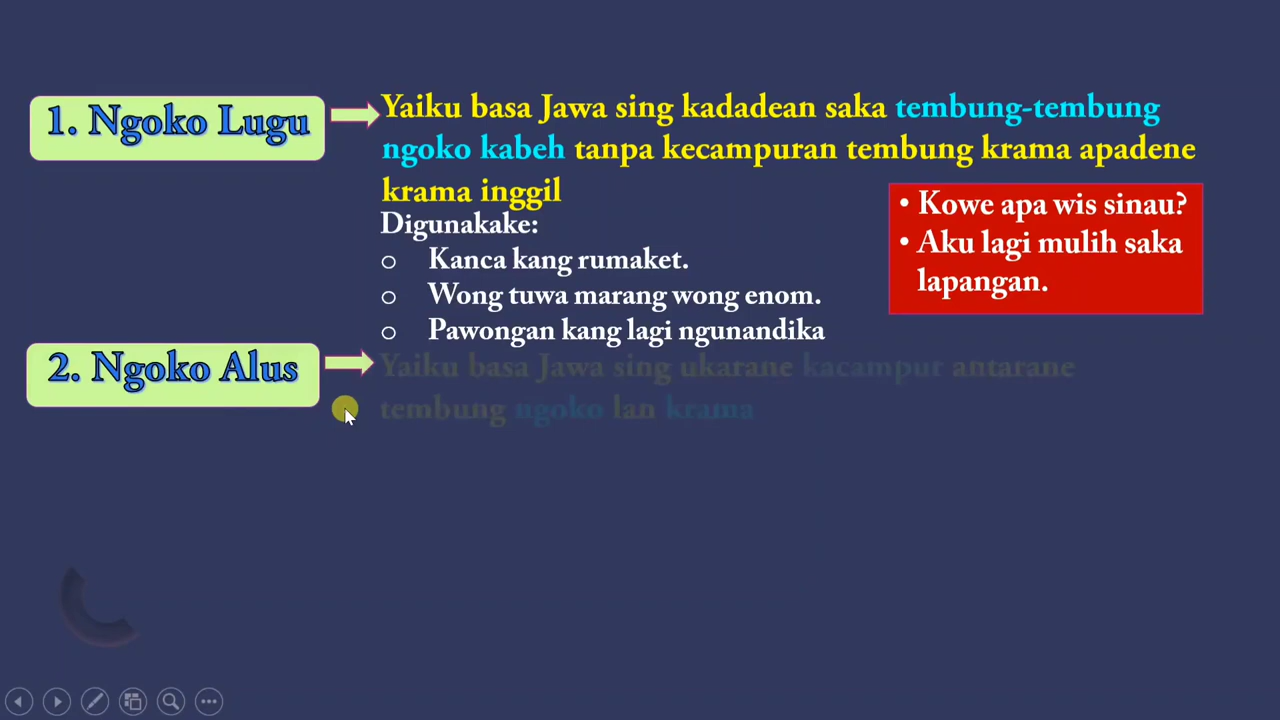 1. Ngoko Lugu
Yaiku basa Jawa sing kadadean saka tembung-tembung
ngoko kabeh tanpa kecampuran tembung krama apadene
krama inggil
Digunakake:
o Kanca kang rumaket.
o Wong tuwa marang wong enom.
o Pawongan kang lagi ngunandika
• Kowe apa wis sinau?
• Aku lagi mulih saka
lapangan.
2. Ngoko Alus
Yaiku basa Jawa sing ukarane kacampur antarane
tembung ngoko lan krama